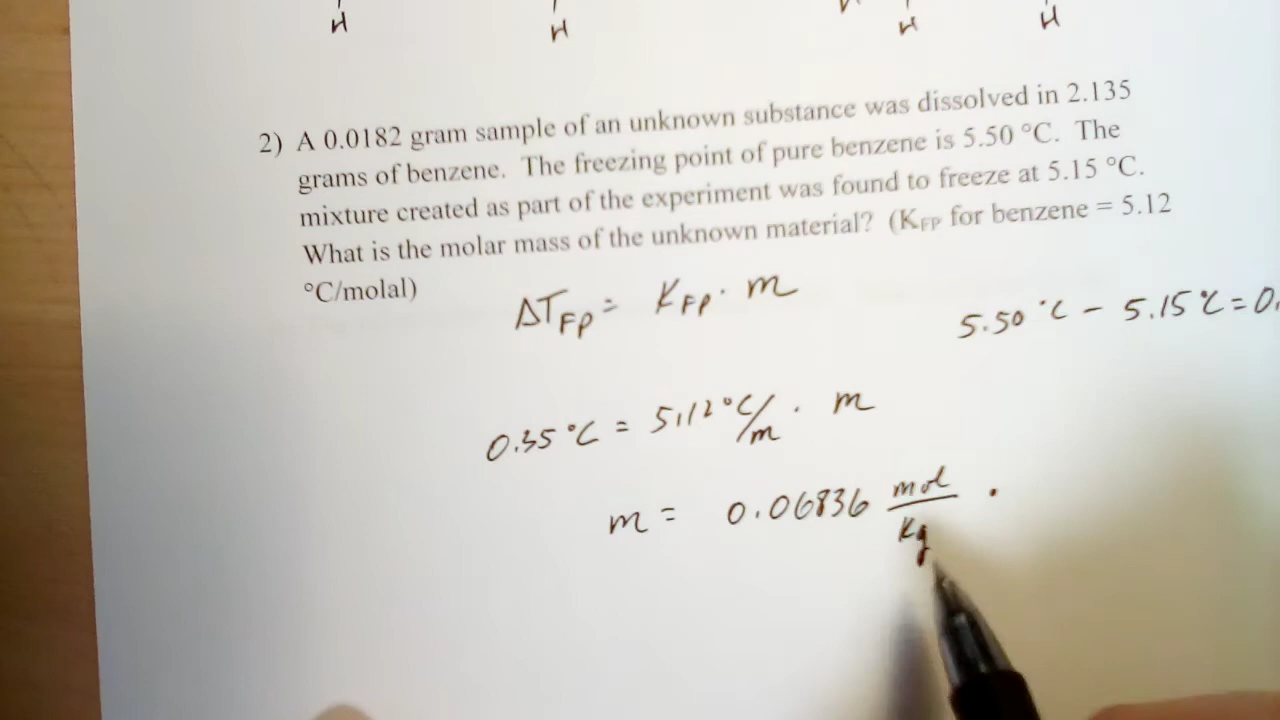 H H H H
2) A 0.0182 gram sample of an unknown substance was dissolved in 2.135
grams of benzene. The freezing point of pure benzene is 5.50 °C. The
mixture created as part of the experiment was found to freeze at 5.15 °C.
What is the molar mass of the unknown material? (KFP for benzene = 5.12
°C/molal)
ΔTFP = KFP · m
5.50 °C - 5.15 °C = 0.
0.35 °C = 5.12 °C/m · m
m = 0.06836 mol/kg ·